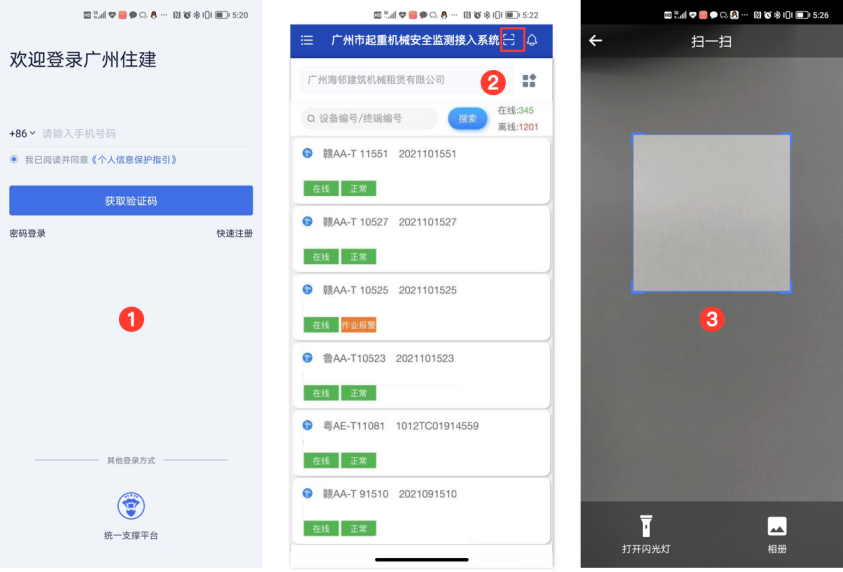 5:20
欢迎登录广州住建
+86 请输入手机号码
我已阅读并同意《个人信息保护指引》
获取验证码
密码登录 快速注册
1
其他登录方式
统一支撑平台
5:22
广州市起重机械安全监测接入系统
广州海邻建筑机械租赁有限公司
2
设备编号/终端编号 搜索
在线:345
离线:1201
赣AA-T 11551 2021101551
在线 正常
赣AA-T 10527 2021101527
在线 正常
赣AA-T 10525 2021101525
在线 作业报警
鲁AA-T10523 2021101523
在线 正常
粤AE-T11081 1012TC01914559
在线 正常
赣AA-T 91510 2021091510
在线 正常
5:26
扫一扫
3
打开闪光灯 相册